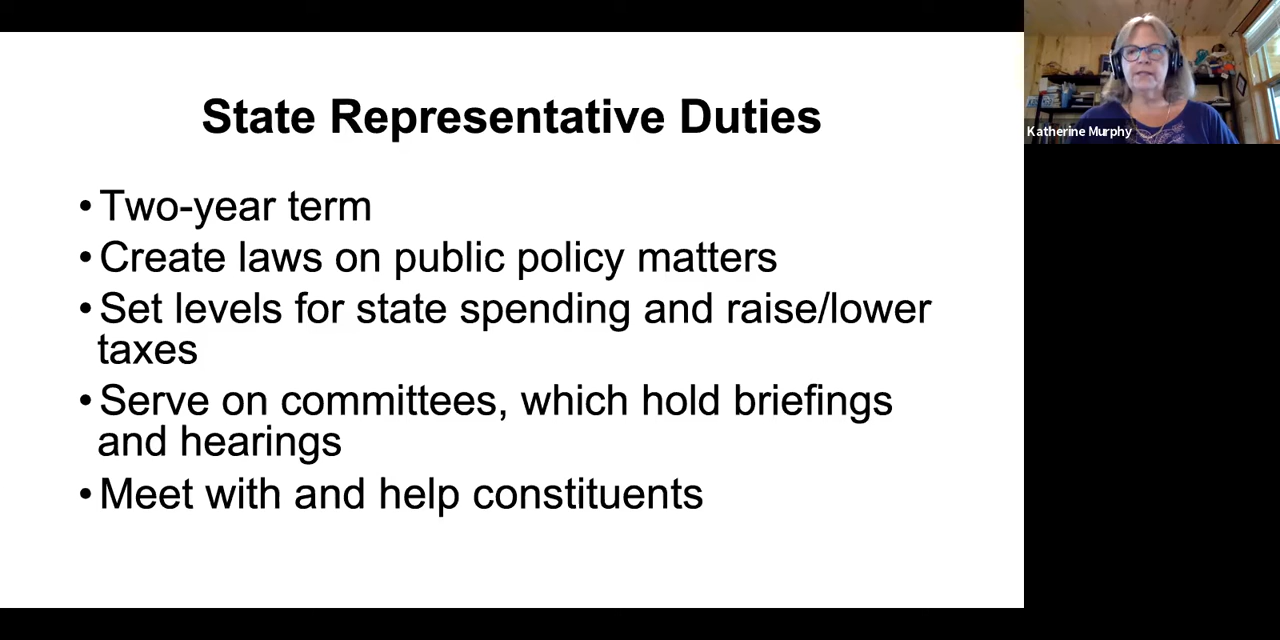 State Representative Duties
•Two-year term
•Create laws on public policy matters
•Set levels for state spending and raise/lower
taxes
•Serve on committees, which hold briefings
and hearings
•Meet with and help constituents
Katherine Murphy